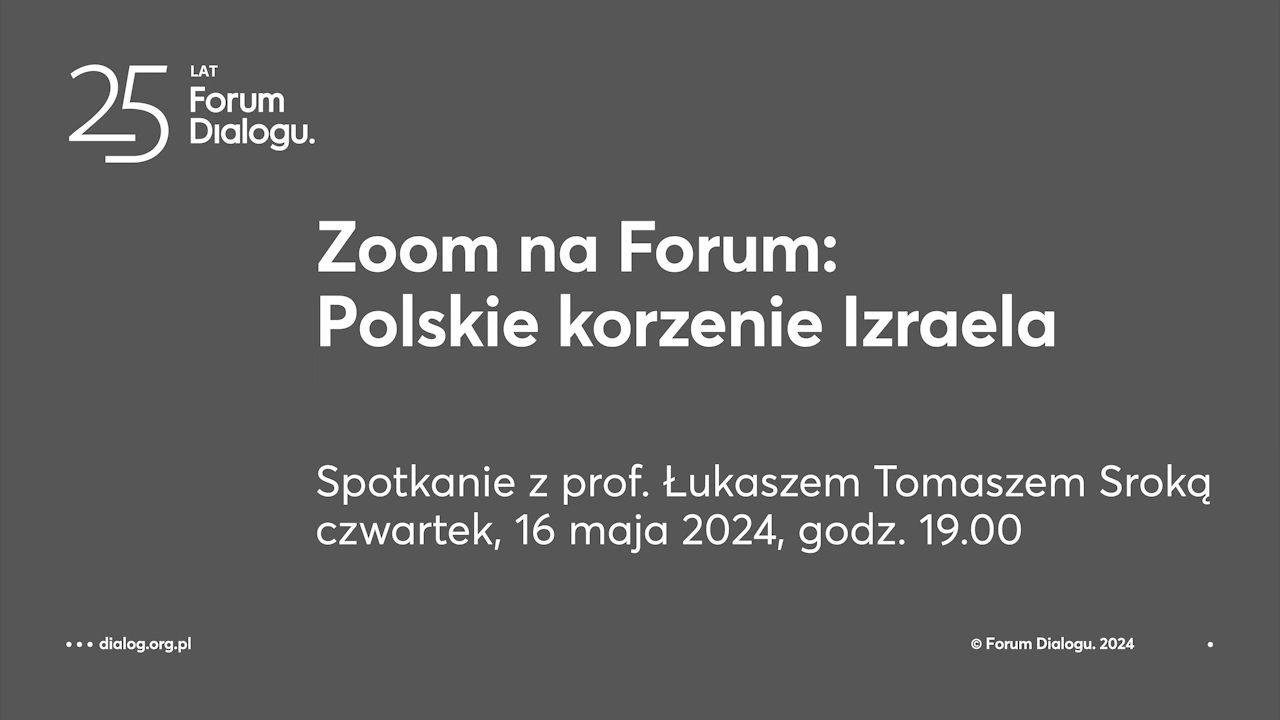 25 LAT
Forum
Dialogu.
Zoom na Forum:
Polskie korzenie Izraela
Spotkanie z prof. Łukaszem Tomaszem Sroką
czwartek, 16 maja 2024, godz. 19.00
dialog.org.pl
© Forum Dialogu. 2024